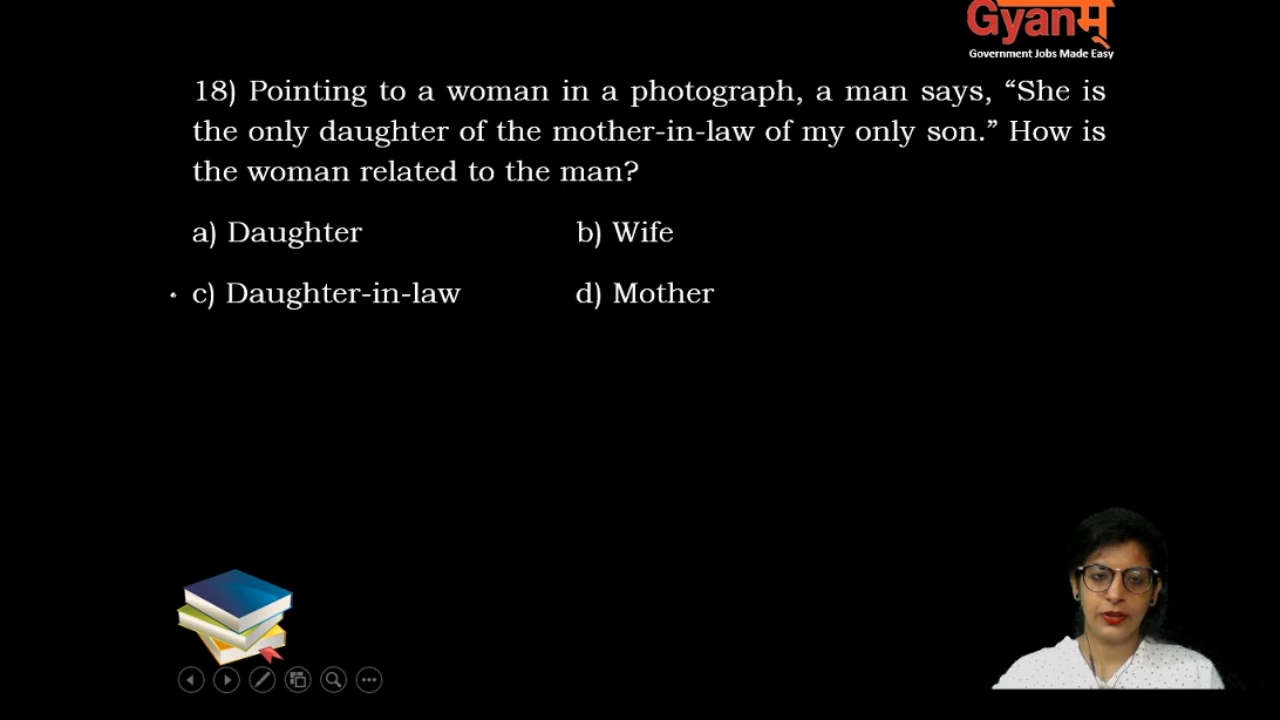 Gyanम्
Government Jobs Made Easy
18) Pointing to a woman in a photograph, a man says, “She is
the only daughter of the mother-in-law of my only son.” How is
the woman related to the man?
a) Daughter b) Wife
c) Daughter-in-law d) Mother